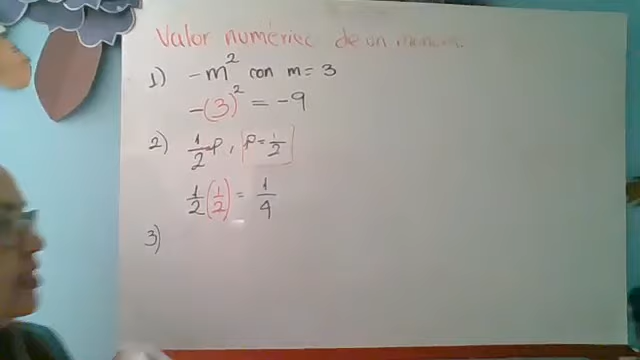 Valor numérico de un monomio.
1) -m² con m = 3
-(3)² = -9
2) 1/2 p, p = 1/2
1/2 (1/2) = 1/4
3)